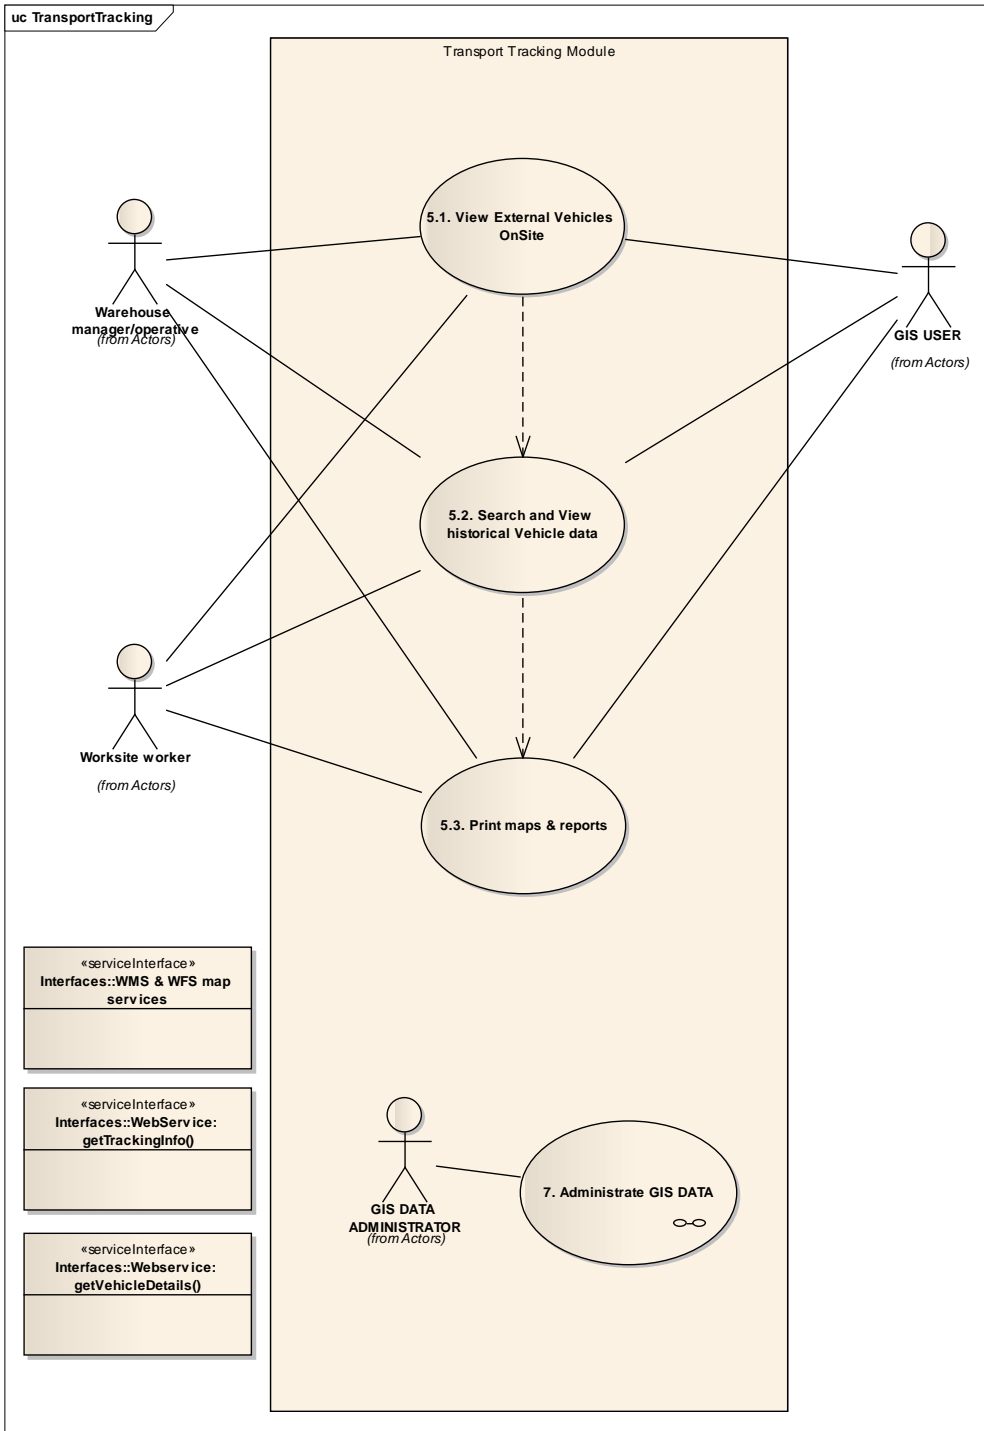 uc TransportTracking
Transport Tracking Module
5.1. View External Vehicles
OnSite
Warehouse
manager/operative
(from Actors)
GIS USER
(from Actors)
5.2. Search and View
historical Vehicle data
Worksite worker
(from Actors)
5.3. Print maps & reports
«serviceInterface»
Interfaces::WMS & WFS map
services
«serviceInterface»
Interfaces::WebService:
getTrackingInfo()
GIS DATA
ADMINISTRATOR
(from Actors)
7. Administrate GIS DATA
«serviceInterface»
Interfaces::Webservice:
getVehicleDetails()